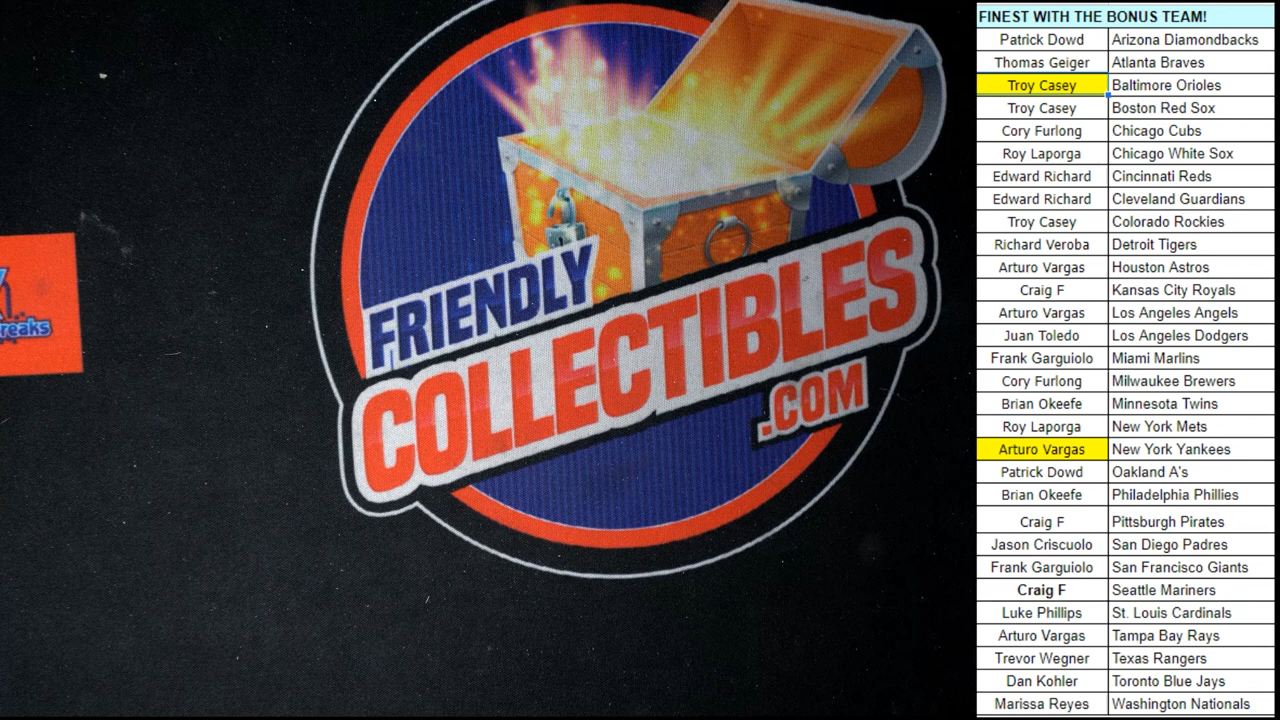 reaks
FRIENDLY
COLLECTIBLES
.COM
FINEST WITH THE BONUS TEAM!
Patrick Dowd Arizona Diamondbacks
Thomas Geiger Atlanta Braves
Troy Casey Baltimore Orioles
Troy Casey Boston Red Sox
Cory Furlong Chicago Cubs
Roy Laporga Chicago White Sox
Edward Richard Cincinnati Reds
Edward Richard Cleveland Guardians
Troy Casey Colorado Rockies
Richard Veroba Detroit Tigers
Arturo Vargas Houston Astros
Craig F Kansas City Royals
Arturo Vargas Los Angeles Angels
Juan Toledo Los Angeles Dodgers
Frank Garguiolo Miami Marlins
Cory Furlong Milwaukee Brewers
Brian Okeefe Minnesota Twins
Roy Laporga New York Mets
Arturo Vargas New York Yankees
Patrick Dowd Oakland A's
Brian Okeefe Philadelphia Phillies
Craig F Pittsburgh Pirates
Jason Criscuolo San Diego Padres
Frank Garguiolo San Francisco Giants
Craig F Seattle Mariners
Luke Phillips St. Louis Cardinals
Arturo Vargas Tampa Bay Rays
Trevor Wegner Texas Rangers
Dan Kohler Toronto Blue Jays
Marissa Reyes Washington Nationals